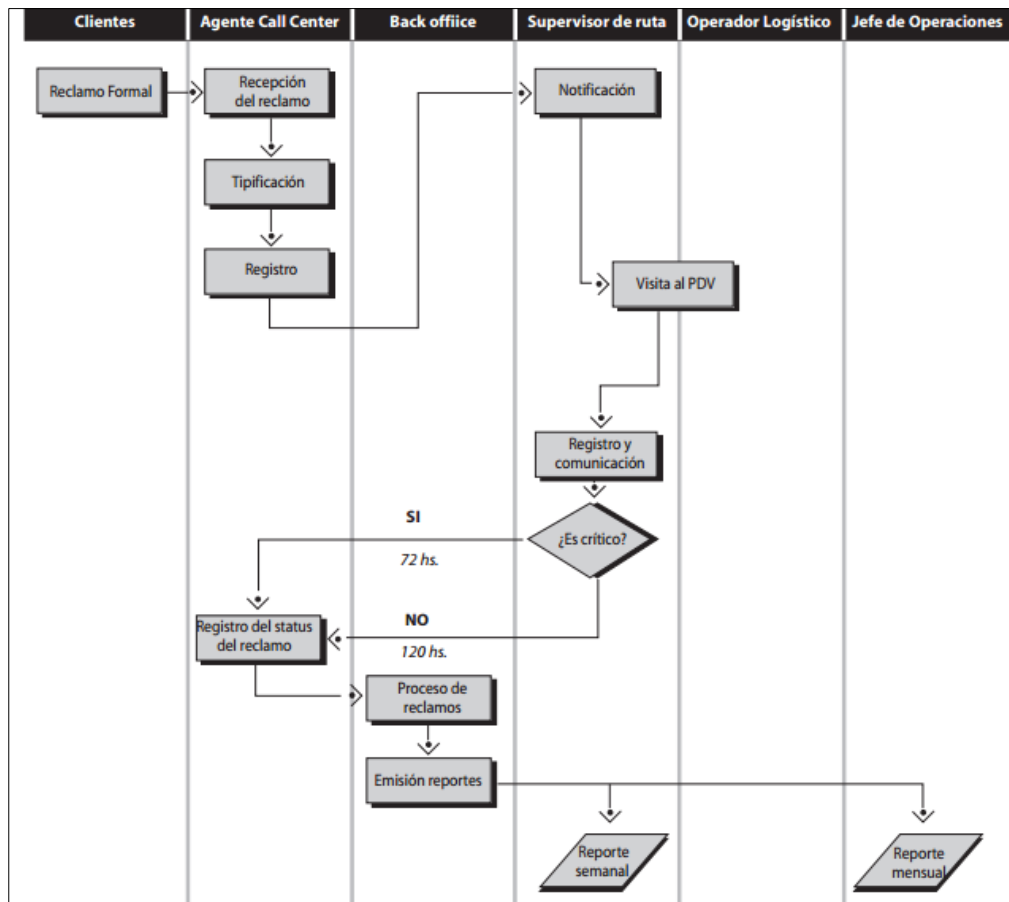 Clientes
Agente Call Center
Back offiice
Supervisor de ruta
Operador Logístico
Jefe de Operaciones
Reclamo Formal
Recepción
del reclamo
Notificación
Tipificación
Registro
Visita al PDV
Registro y
comunicación
SI
¿Es crítico?
72 hs.
NO
Registro del status
del reclamo
120 hs.
Proceso de
reclamos
Emisión reportes
Reporte
semanal
Reporte
mensual